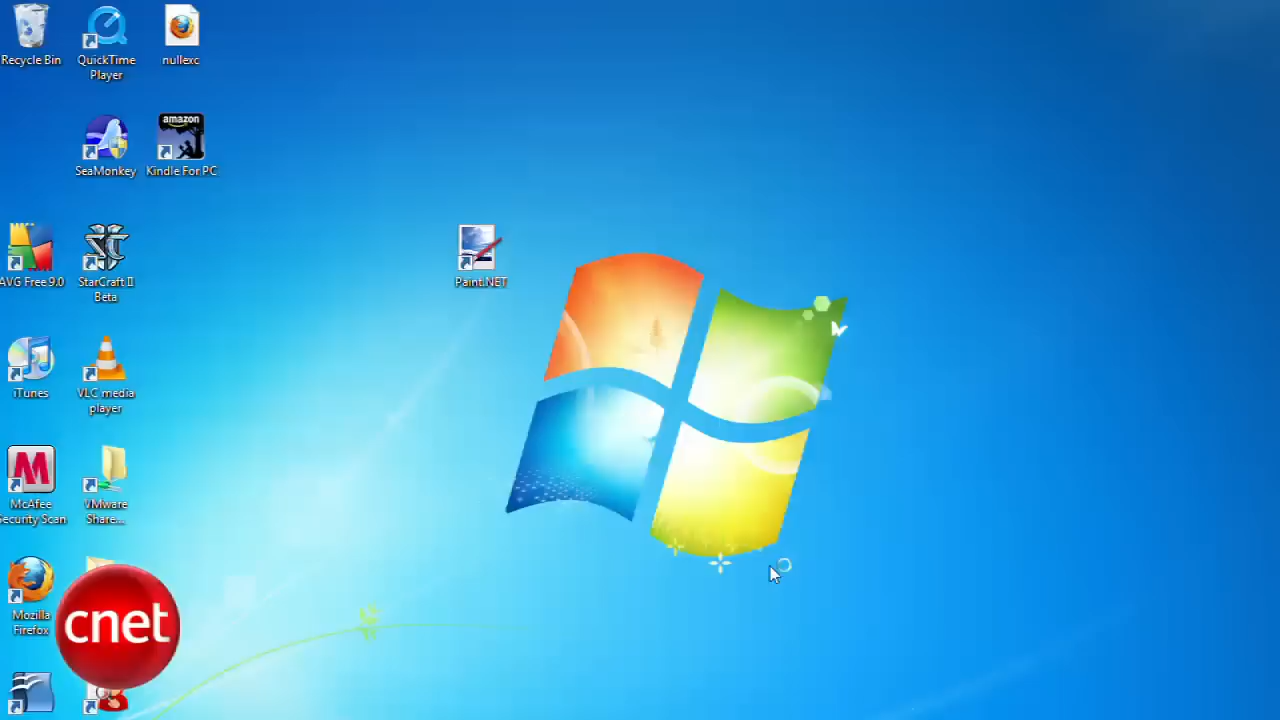 Recycle Bin
QuickTime
Player
nullexc
amazon
SeaMonkey
Kindle For PC
AVG Free 9.0
StarCraft II
Beta
Paint.NET
iTunes
VLC media
player
McAfee
Security Scan
VMware
Share...
Mozilla
Firefox
cnet